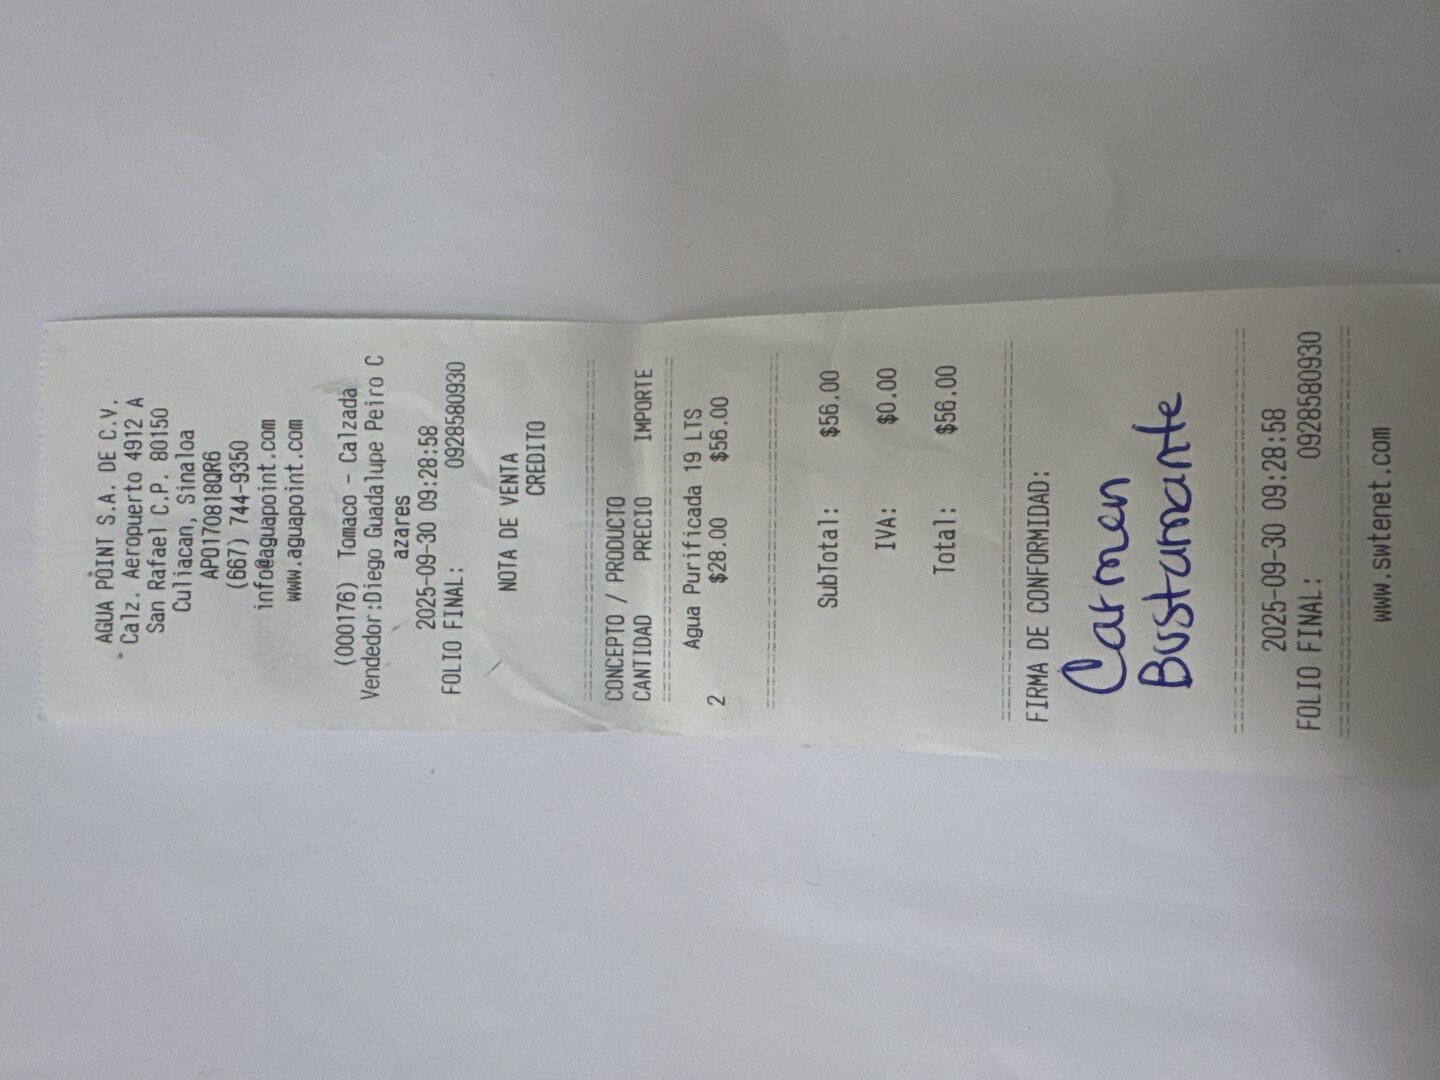 AGUA POINT S.A. DE C.V.
Calz. Aeropuerto 4912 A
San Rafael C.P. 80150
Culiacan, Sinaloa
APO170818QR6
(667) 744-9350
info@aguapoint.com
www.aguapoint.com
(000176) Tomaco - Calzada
Vendedor:Diego Guadalupe Peiro C
azares
2025-09-30 09:28:58
FOLIO FINAL: 0928580930
NOTA DE VENTA
CREDITO
================================
CONCEPTO / PRODUCTO
CANTIDAD PRECIO IMPORTE
================================
Agua Purificada 19 LTS
2 $28.00 $56.00
================================
SubTotal: $56.00
IVA: $0.00
Total: $56.00
================================
FIRMA DE CONFORMIDAD:
Carmen
Bustamante
================================
2025-09-30 09:28:58
FOLIO FINAL: 0928580930
================================
www.swtenet.com